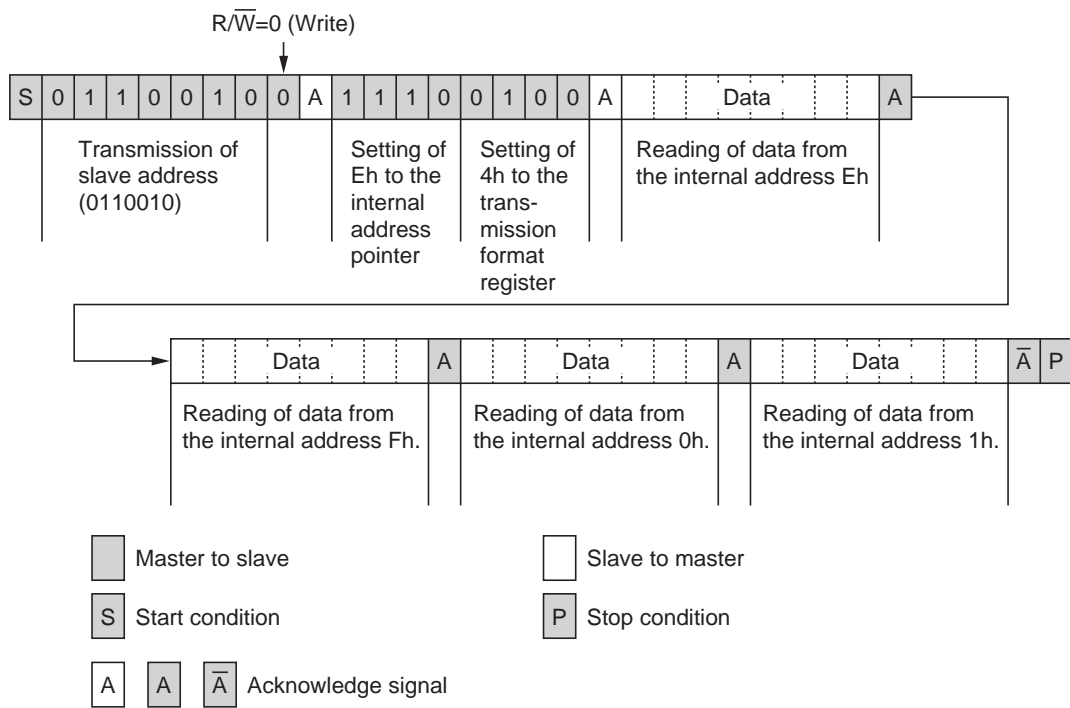 R/W̅=0 (Write)
S 0 1 1 0 0 1 0 0 A 1 1 1 0 0 1 0 0 A Data A
Transmission of
slave address
(0110010)
Setting of
Eh to the
internal
address
pointer
Setting of
4h to the
trans-
mission
format
register
Reading of data from
the internal address Eh
Data A Data A Data A̅ P
Reading of data from
the internal address Fh.
Reading of data from
the internal address 0h.
Reading of data from
the internal address 1h.
Master to slave
Slave to master
S Start condition
P Stop condition
A A A̅ Acknowledge signal